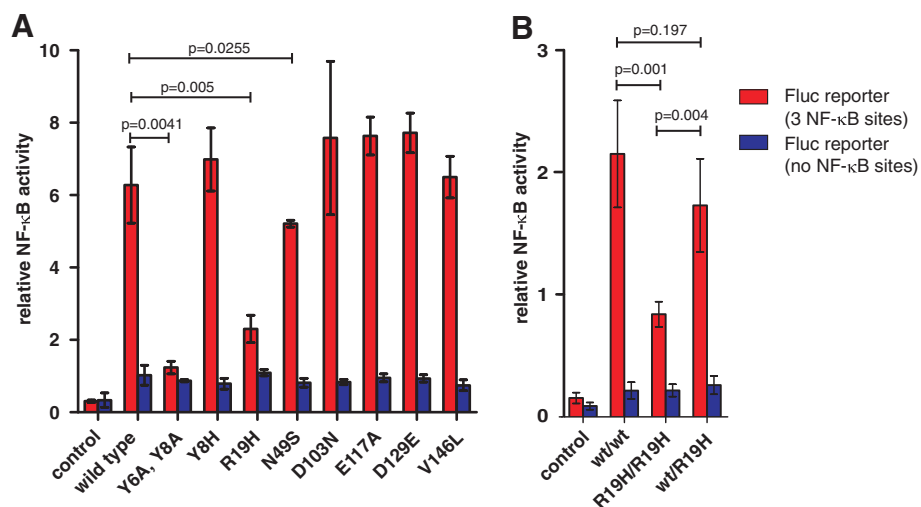 A
relative NF-κB activity
10
8
6
4
2
0
p=0.0255
p=0.005
p=0.0041
control
wild type
Y6A, Y8A
Y8H
R19H
N49S
D103N
E117A
D129E
V146L
B
relative NF-κB activity
3
2
1
0
p=0.197
p=0.001
p=0.004
control
wt/wt
R19H/R19H
wt/R19H
Fluc reporter
(3 NF-κB sites)
Fluc reporter
(no NF-κB sites)